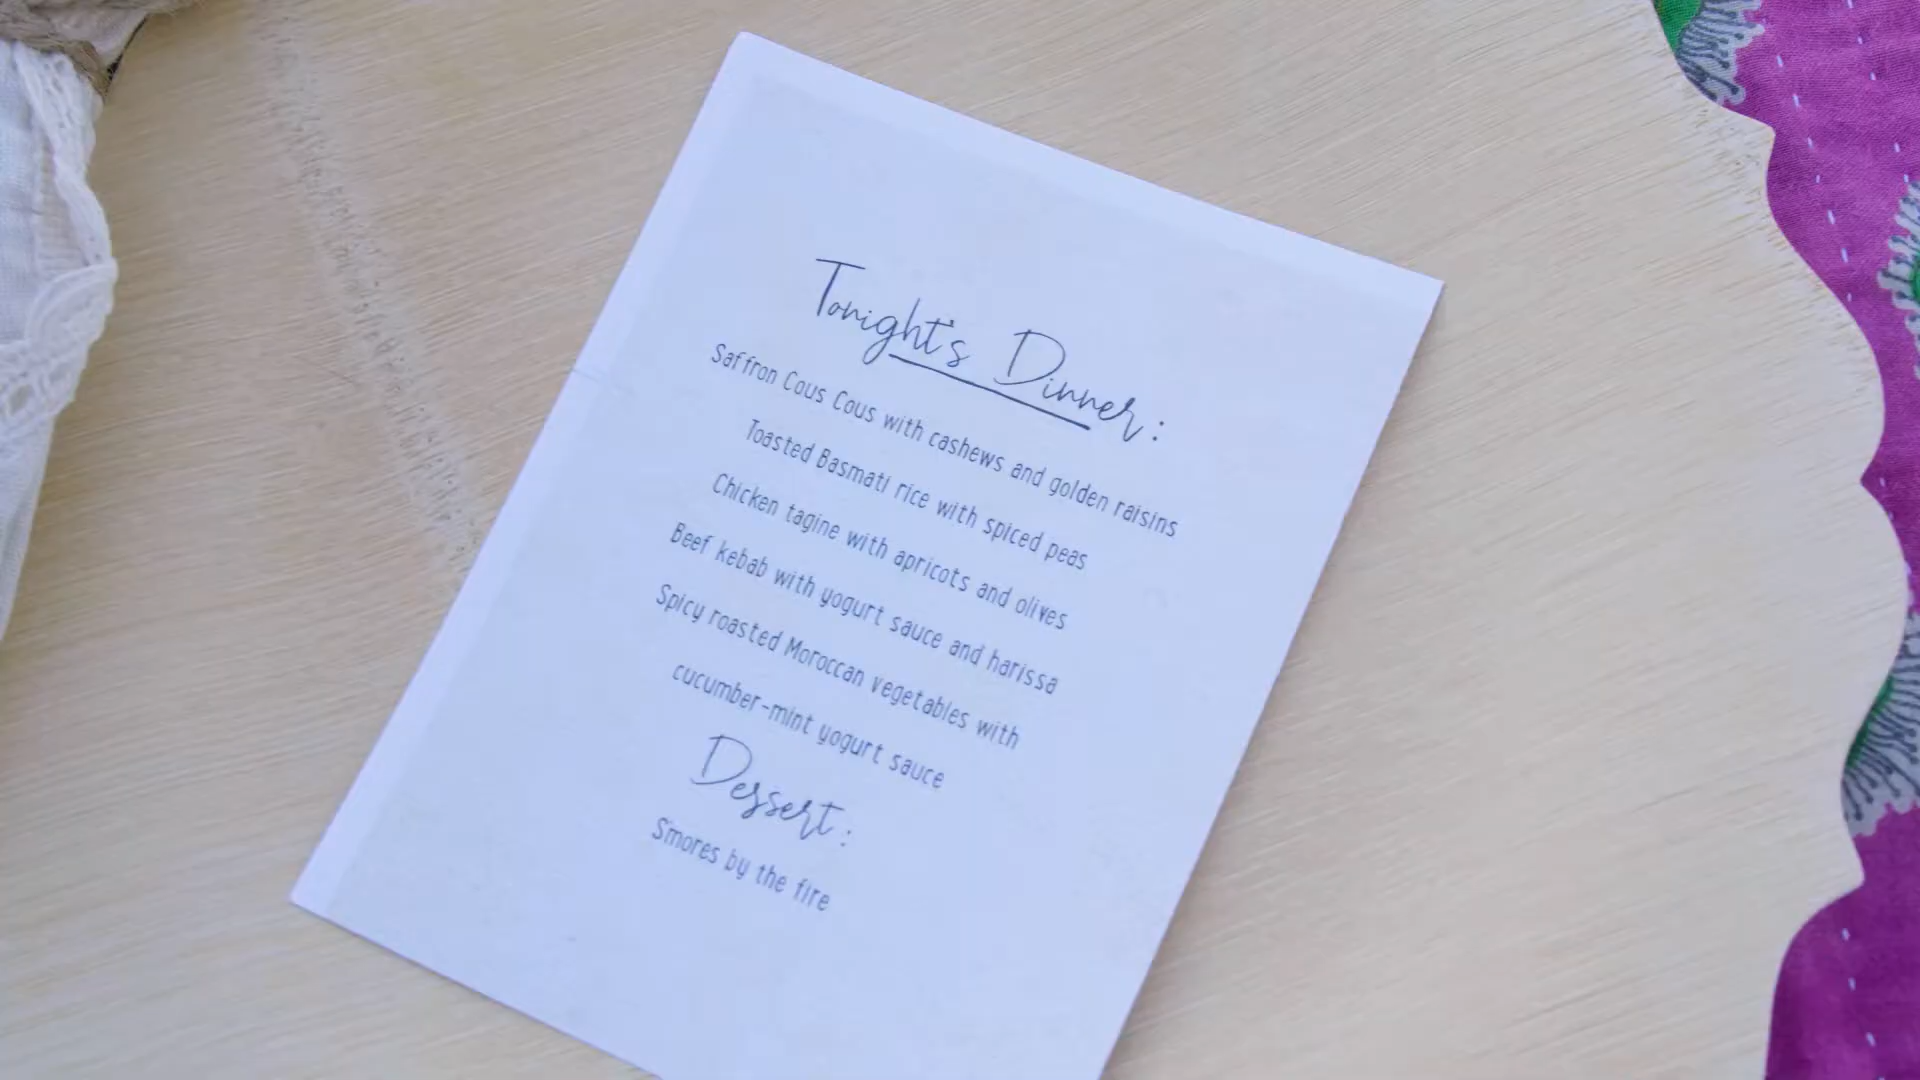 Tonight's Dinner:
Saffron Cous Cous with cashews and golden raisins
Toasted Basmati rice with spiced peas
Chicken tagine with apricots and olives
Beef kebab with yogurt sauce and harissa
Spicy roasted Moroccan vegetables with
cucumber-mint yogurt sauce
Dessert:
S'mores by the fire